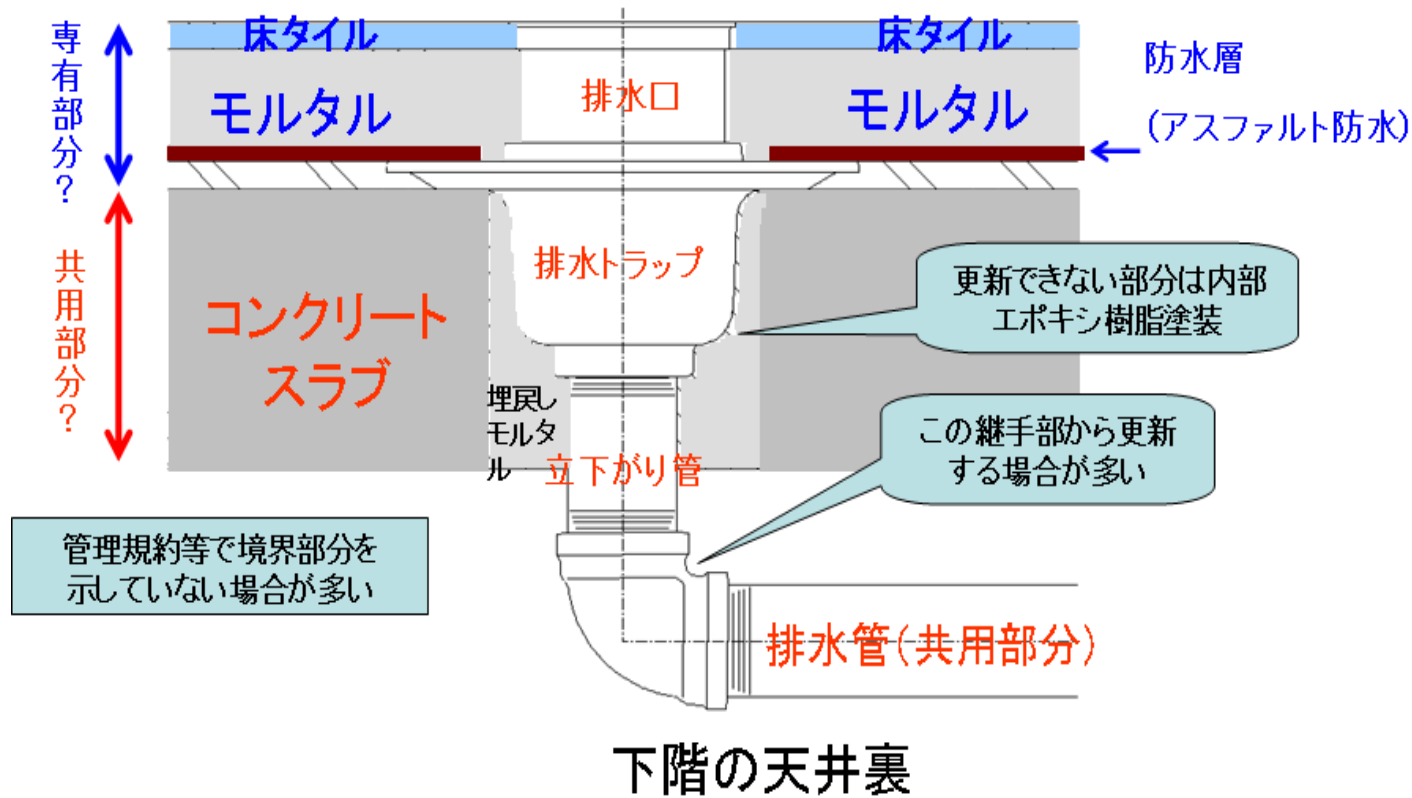 専有部分?
共用部分?
床タイル
床タイル
モルタル
排水口
モルタル
防水層
(アスファルト防水)
排水トラップ
コンクリート
スラブ
更新できない部分は内部
エポキシ樹脂塗装
埋戻し
モルタ
ル
立下がり管
この継手部から更新
する場合が多い
管理規約等で境界部分を
示していない場合が多い
排水管(共用部分)
下階の天井裏